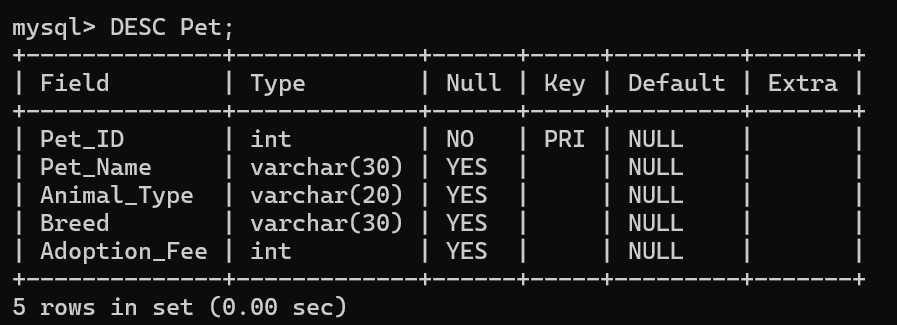 mysql> DESC Pet;
+--------------+-------------+------+-----+---------+-------+
| Field        | Type        | Null | Key | Default | Extra |
+--------------+-------------+------+-----+---------+-------+
| Pet_ID       | int         | NO   | PRI | NULL    |       |
| Pet_Name     | varchar(30) | YES  |     | NULL    |       |
| Animal_Type  | varchar(20) | YES  |     | NULL    |       |
| Breed        | varchar(30) | YES  |     | NULL    |       |
| Adoption_Fee | int         | YES  |     | NULL    |       |
+--------------+-------------+------+-----+---------+-------+
5 rows in set (0.00 sec)